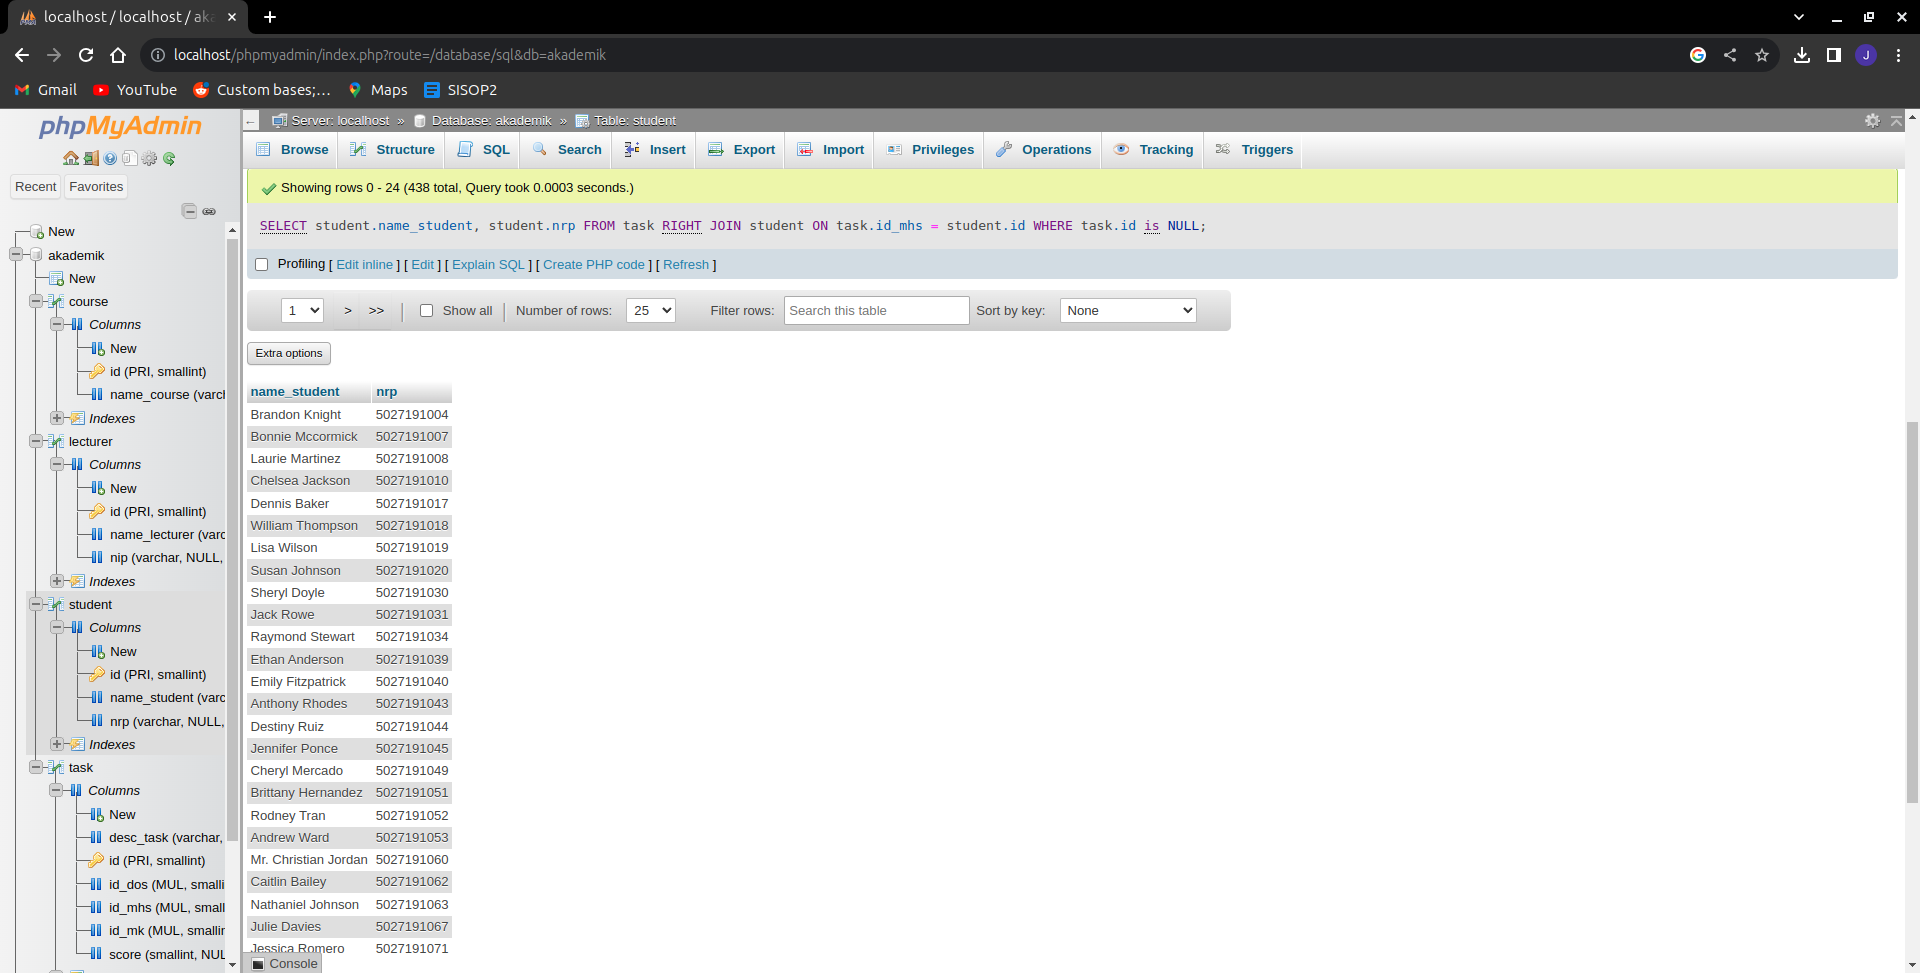 localhost / localhost / aka
localhost/phpmyadmin/index.php?route=/database/sql&db=akademik
J
Gmail
YouTube
Custom bases;...
Maps
SISOP2
phpMyAdmin
Recent
Favorites
New
akademik
New
course
Columns
New
id (PRI, smallint)
name_course (varch
Indexes
lecturer
Columns
New
id (PRI, smallint)
name_lecturer (varc
nip (varchar, NULL,
Indexes
student
Columns
New
id (PRI, smallint)
name_student (varc
nrp (varchar, NULL,
Indexes
task
Columns
New
desc_task (varchar,
id (PRI, smallint)
id_dos (MUL, smalli
id_mhs (MUL, small
id_mk (MUL, smallir
score (smallint, NUL
Server: localhost » Database: akademik » Table: student
Browse
Structure
SQL
Search
Insert
Export
Import
Privileges
Operations
Tracking
Triggers
Showing rows 0 - 24 (438 total, Query took 0.0003 seconds.)
SELECT student.name_student, student.nrp FROM task RIGHT JOIN student ON task.id_mhs = student.id WHERE task.id is NULL;
Profiling [ Edit inline ] [ Edit ] [ Explain SQL ] [ Create PHP code ] [ Refresh ]
1 > >> | Show all | Number of rows: 25 Filter rows: Search this table Sort by key: None
Extra options
name_student nrp
Brandon Knight 5027191004
Bonnie Mccormick 5027191007
Laurie Martinez 5027191008
Chelsea Jackson 5027191010
Dennis Baker 5027191017
William Thompson 5027191018
Lisa Wilson 5027191019
Susan Johnson 5027191020
Sheryl Doyle 5027191030
Jack Rowe 5027191031
Raymond Stewart 5027191034
Ethan Anderson 5027191039
Emily Fitzpatrick 5027191040
Anthony Rhodes 5027191043
Destiny Ruiz 5027191044
Jennifer Ponce 5027191045
Cheryl Mercado 5027191049
Brittany Hernandez 5027191051
Rodney Tran 5027191052
Andrew Ward 5027191053
Mr. Christian Jordan 5027191060
Caitlin Bailey 5027191062
Nathaniel Johnson 5027191063
Julie Davies 5027191067
Jessica Romero 5027191071
Console